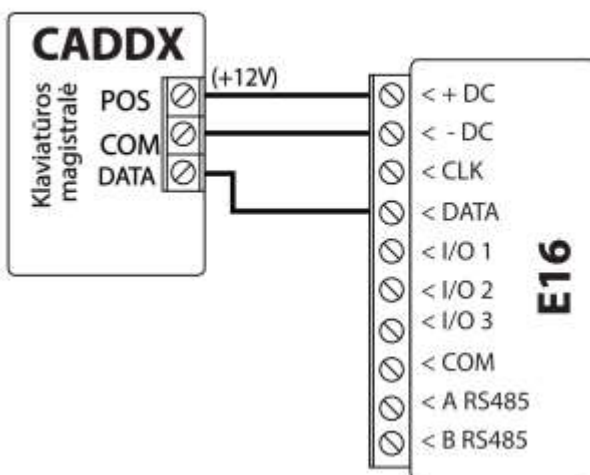 CADDX
Klaviatūros
magistralė
POS
COM
DATA
(+12V)
< + DC
< - DC
< CLK
< DATA
< I/O 1
< I/O 2
< I/O 3
< COM
< A RS485
< B RS485
E16